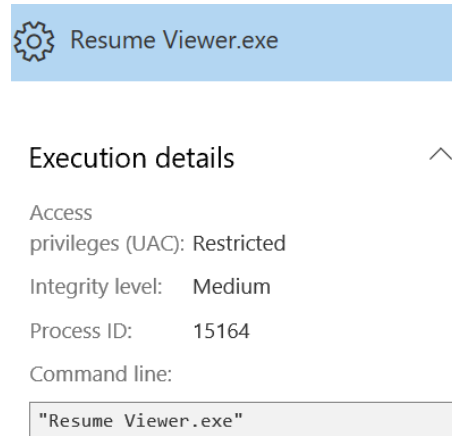 Resume Viewer.exe
Execution details
Access
privileges (UAC): Restricted
Integrity level: Medium
Process ID: 15164
Command line:
"Resume Viewer.exe"